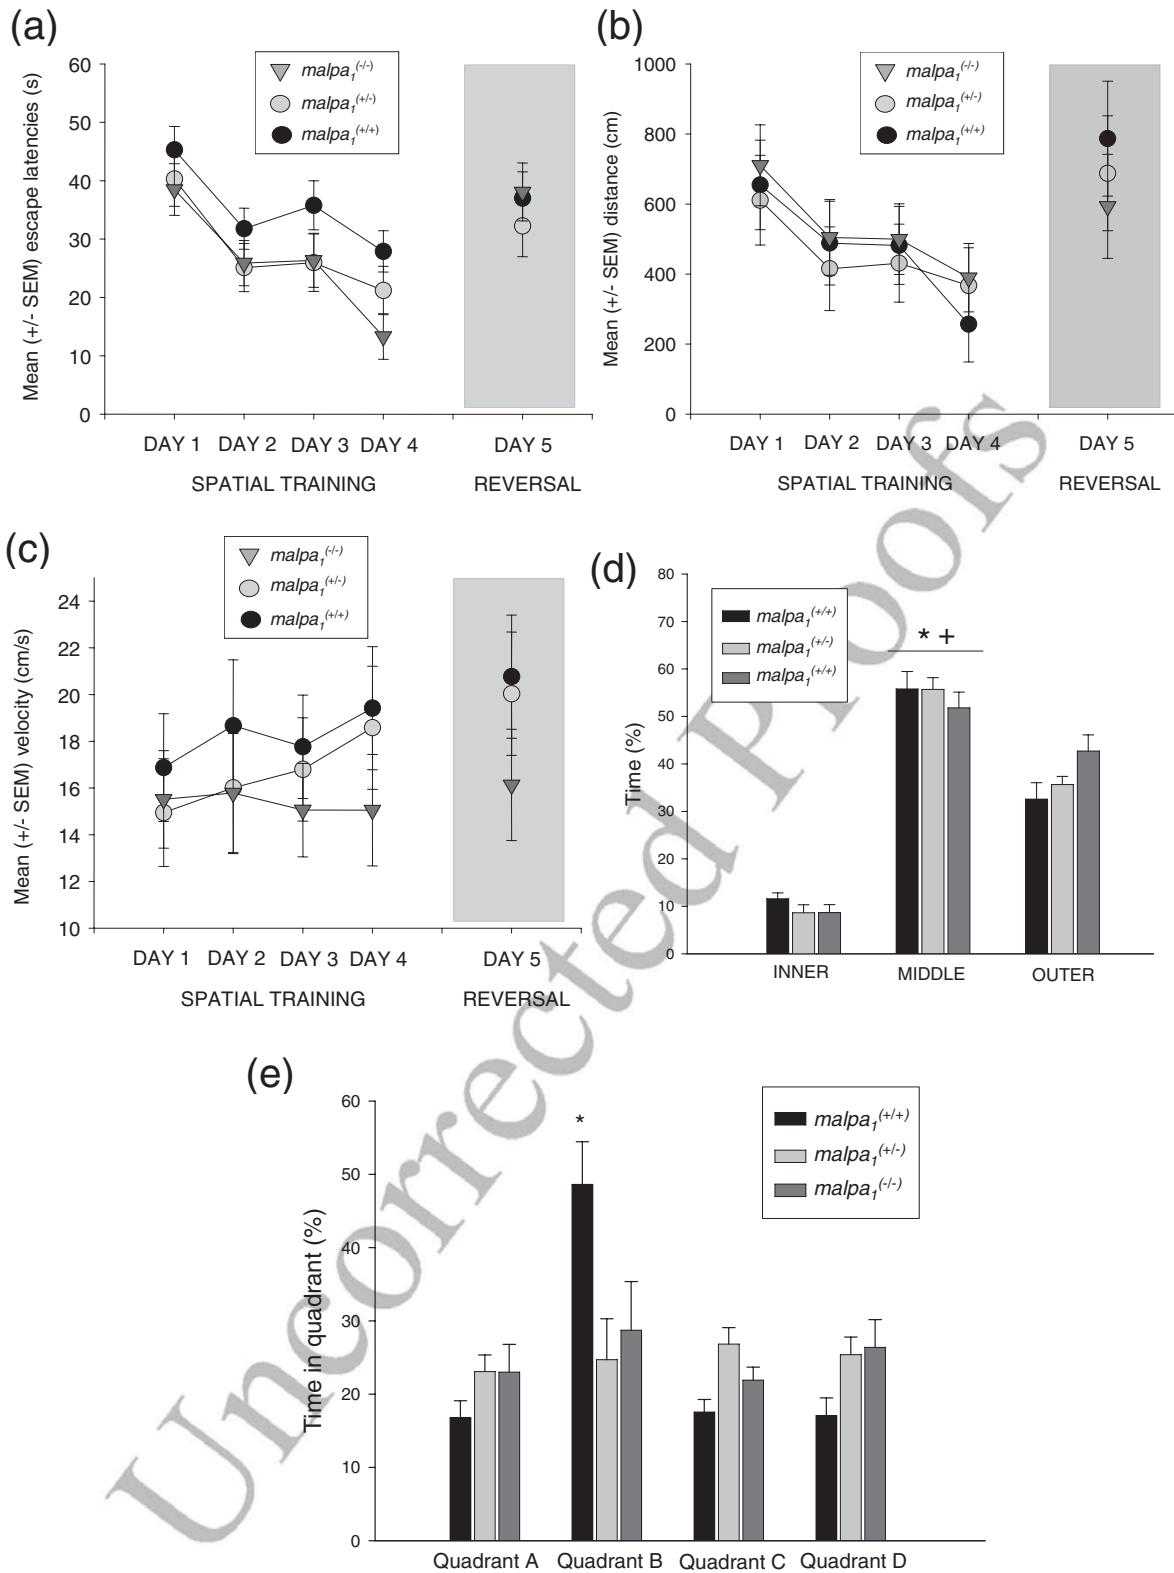 (a)
Mean (+/- SEM) escape latencies (s)
60
50
40
30
20
10
0
malpa1(-/-)
malpa1(+/-)
malpa1(+/+)
DAY 1 DAY 2 DAY 3 DAY 4 DAY 5
SPATIAL TRAINING REVERSAL
(b)
Mean (+/- SEM) distance (cm)
1000
800
600
400
200
0
malpa1(-/-)
malpa1(+/-)
malpa1(+/+)
DAY 1 DAY 2 DAY 3 DAY 4 DAY 5
SPATIAL TRAINING REVERSAL
(c)
Mean (+/- SEM) velocity (cm/s)
24
22
20
18
16
14
12
10
malpa1(-/-)
malpa1(+/-)
malpa1(+/+)
DAY 1 DAY 2 DAY 3 DAY 4 DAY 5
SPATIAL TRAINING REVERSAL
(d)
Time (%)
80
70
60
50
40
30
20
10
0
malpa1(+/+)
malpa1(+/-)
malpa1(+/+)
* +
INNER MIDDLE OUTER
(e)
Time in quadrant (%)
60
50
40
30
20
10
0
*
malpa1(+/+)
malpa1(+/-)
malpa1(-/-)
Quadrant A Quadrant B Quadrant C Quadrant D
Uncorrected Proofs